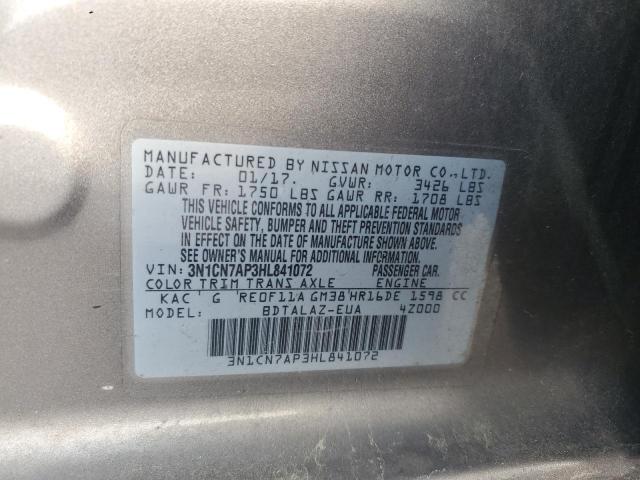 MANUFACTURED BY NISSAN MOTOR CO.,LTD.
DATE: 01/17. GVWR: 3426 LBS
GAWR FR: 1750 LBS GAWR RR: 1708 LBS
THIS VEHICLE CONFORMS TO ALL APPLICABLE FEDERAL MOTOR
VEHICLE SAFETY, BUMPER AND THEFT PREVENTION STANDARDS
IN EFFECT ON THE DATE OF MANUFACTURE SHOWN ABOVE.
SEE OWNER'S MANUAL FOR ADDITIONAL INFORMATION.
VIN: 3N1CN7AP3HL841072 PASSENGER CAR.
COLOR TRIM TRANS AXLE ENGINE
KAC G RE0F11A GM38 HR16DE 1598 CC
MODEL: BDTALAZ-EUA 4Z000
3N1CN7AP3HL841072